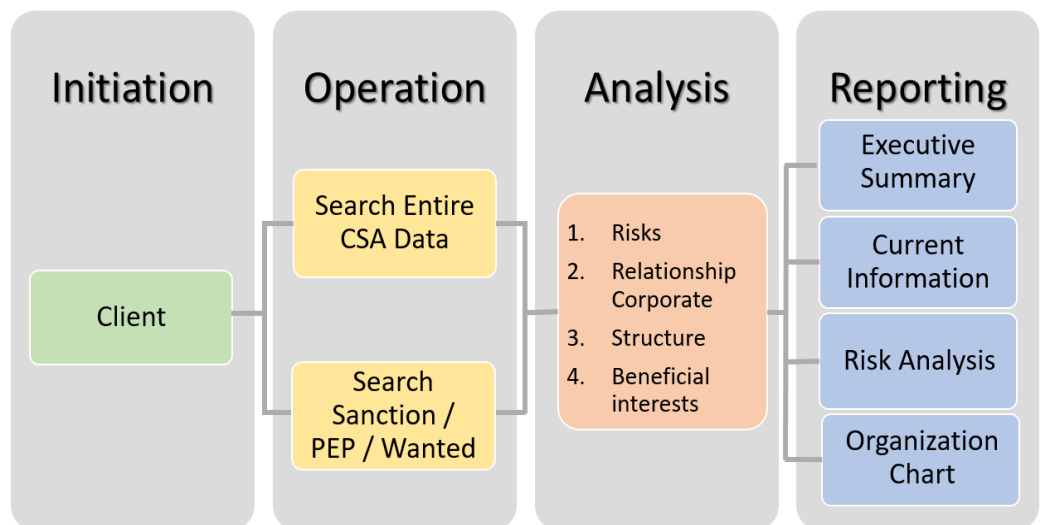 Initiation
Client
Operation
Search Entire
CSA Data
Search
Sanction /
PEP / Wanted
Analysis
1. Risks
2. Relationship
Corporate
3. Structure
4. Beneficial
interests
Reporting
Executive
Summary
Current
Information
Risk Analysis
Organization
Chart